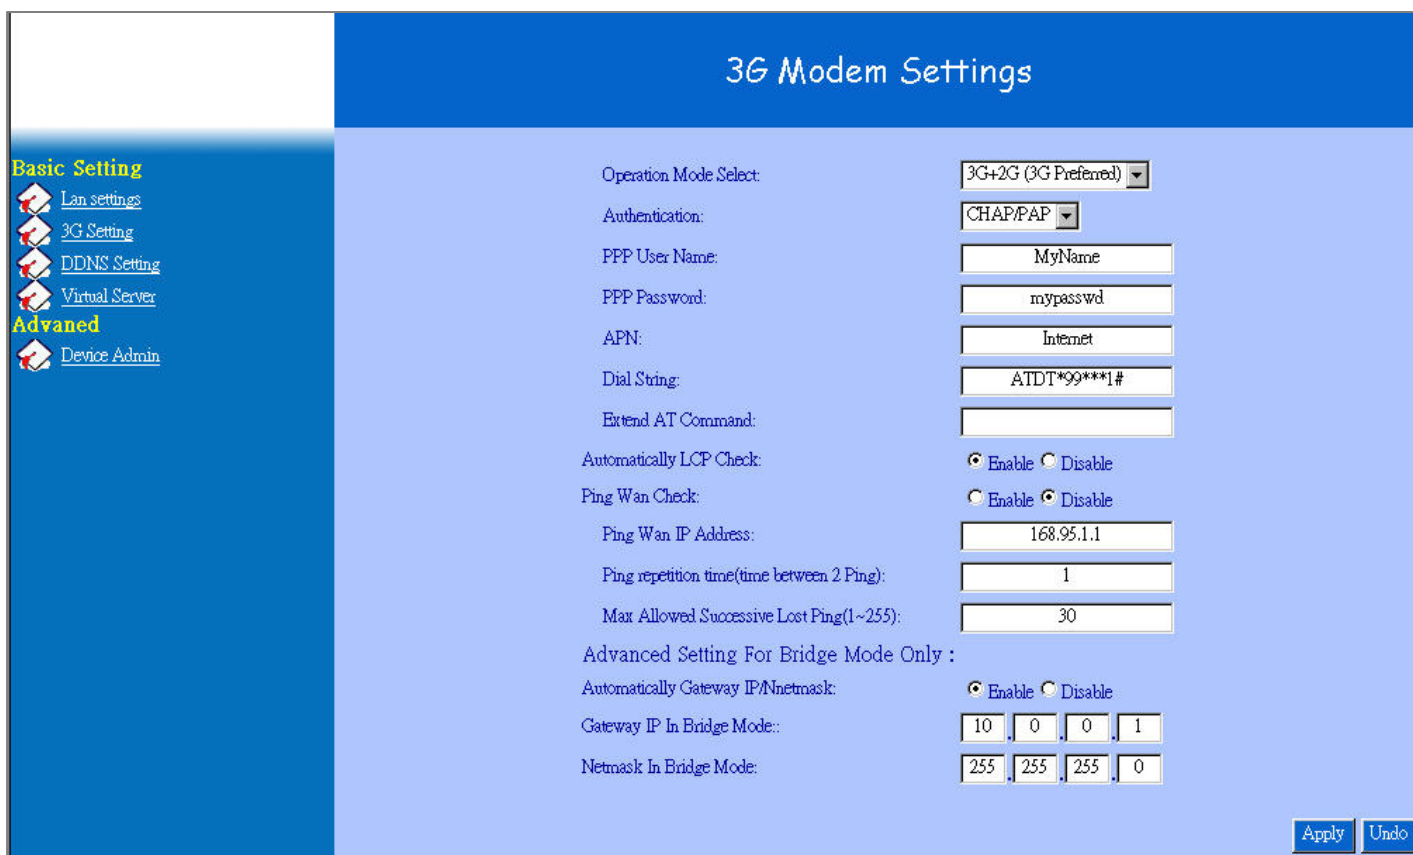 3G Modem Settings
Basic Setting
Lan settings
3G Setting
DDNS Setting
Virtual Server
Advaned
Device Admin
Operation Mode Select: 3G+2G (3G Preferred)
Authentication: CHAP/PAP
PPP User Name: MyName
PPP Password: mypasswd
APN: Internet
Dial String: ATDT*99***1#
Extend AT Command:
Automatically LCP Check: Enable Disable
Ping Wan Check: Enable Disable
Ping Wan IP Address: 168.95.1.1
Ping repetition time(time between 2 Ping): 1
Max Allowed Successive Lost Ping(1~255): 30
Advanced Setting For Bridge Mode Only :
Automatically Gateway IP/Nnetmask: Enable Disable
Gateway IP In Bridge Mode:: 10 . 0 . 0 . 1
Netmask In Bridge Mode: 255 . 255 . 255 . 0
Apply Undo